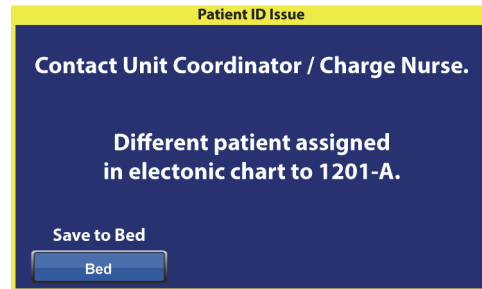 Patient ID Issue
Contact Unit Coordinator / Charge Nurse.
Different patient assigned
in electonic chart to 1201-A.
Save to Bed
Bed